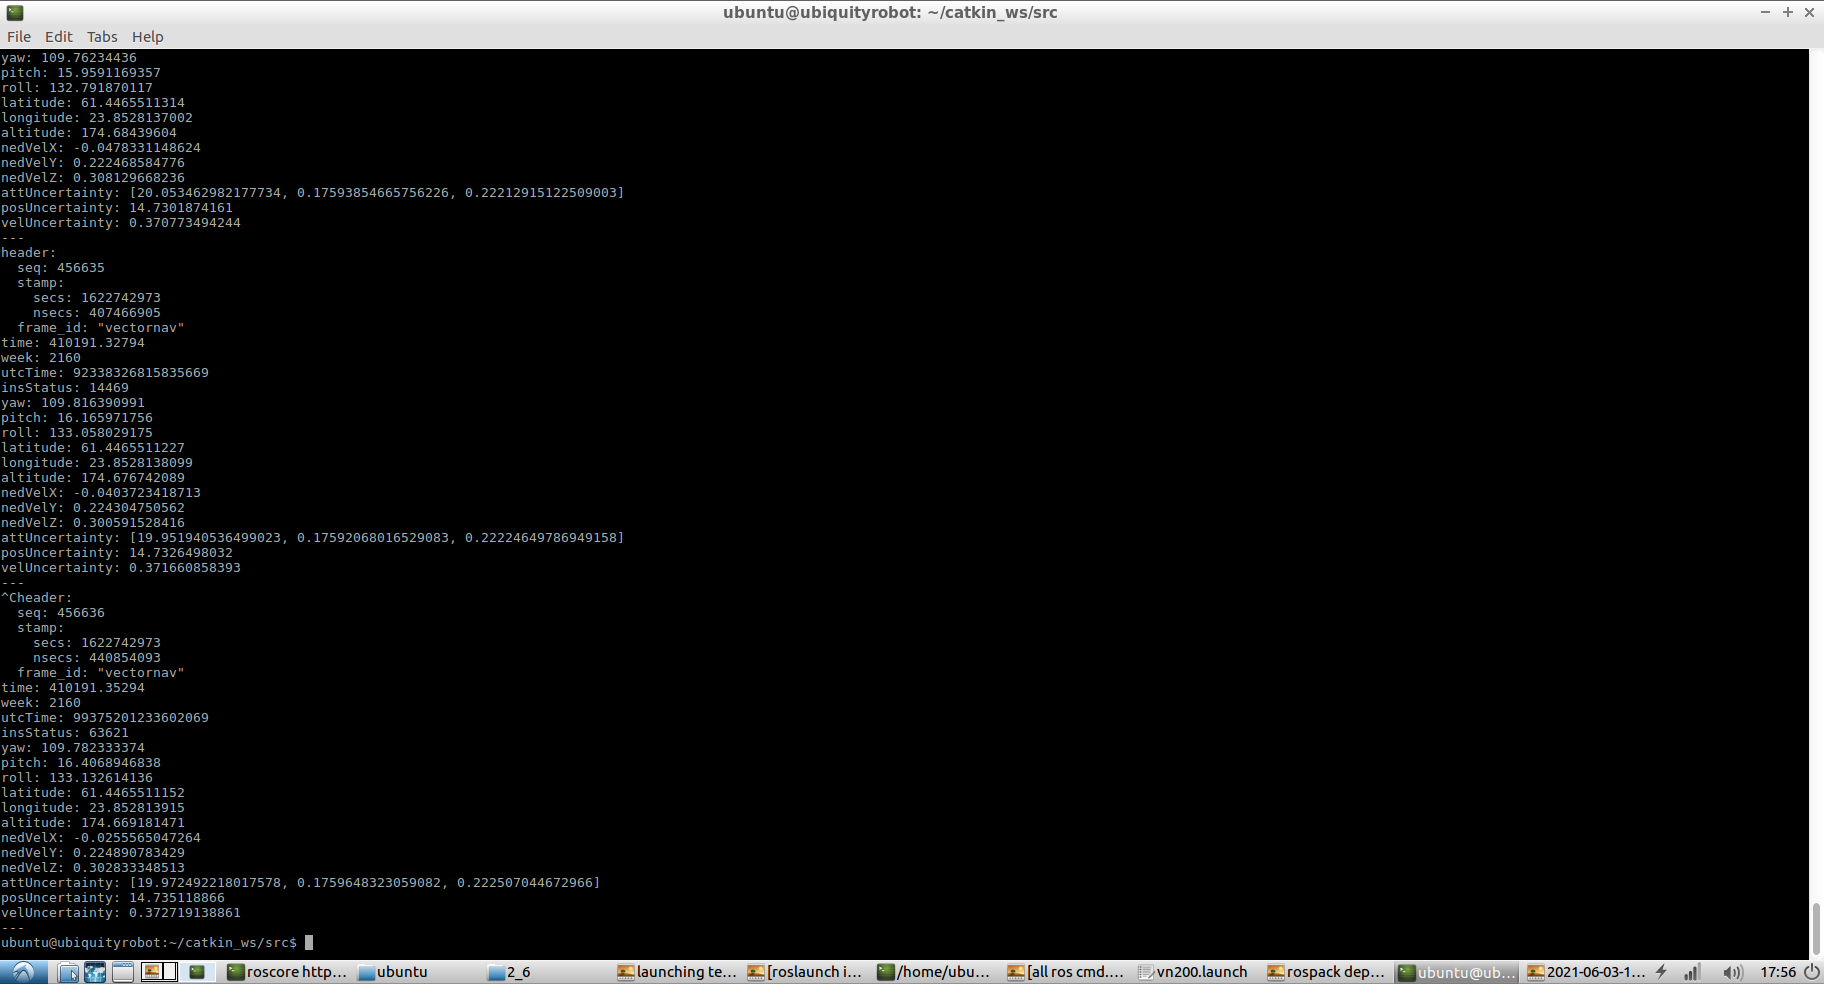 ubuntu@ubiquityrobot: ~/catkin_ws/src
File Edit Tabs Help
yaw: 109.76234436
pitch: 15.9591169357
roll: 132.791870117
latitude: 61.4465511314
longitude: 23.8528137002
altitude: 174.68439604
nedVelX: -0.0478331148624
nedVelY: 0.222468584776
nedVelZ: 0.308129668236
attUncertainty: [20.053462982177734, 0.17593854665756226, 0.22212915122509003]
posUncertainty: 14.7301874161
velUncertainty: 0.370773494244
---
header:
  seq: 456635
  stamp:
    secs: 1622742973
    nsecs: 407466905
  frame_id: "vectornav"
time: 410191.32794
week: 2160
utcTime: 92338326815835669
insStatus: 14469
yaw: 109.816390991
pitch: 16.165971756
roll: 133.058029175
latitude: 61.4465511227
longitude: 23.8528138099
altitude: 174.676742089
nedVelX: -0.0403723418713
nedVelY: 0.224304750562
nedVelZ: 0.300591528416
attUncertainty: [19.951940536499023, 0.17592068016529083, 0.22224649786949158]
posUncertainty: 14.7326498032
velUncertainty: 0.371660858393
---
^Cheader:
  seq: 456636
  stamp:
    secs: 1622742973
    nsecs: 440854093
  frame_id: "vectornav"
time: 410191.35294
week: 2160
utcTime: 99375201233602069
insStatus: 63621
yaw: 109.782333374
pitch: 16.4068946838
roll: 133.132614136
latitude: 61.4465511152
longitude: 23.852813915
altitude: 174.669181471
nedVelX: -0.0255565047264
nedVelY: 0.224890783429
nedVelZ: 0.302833348513
attUncertainty: [19.972492218017578, 0.1759648323059082, 0.222507044672966]
posUncertainty: 14.735118866
velUncertainty: 0.372719138861
---
ubuntu@ubiquityrobot:~/catkin_ws/src$
roscore http... ubuntu 2_6 launching te... [roslaunch i... /home/ubu... [all ros cmd.... vn200.launch rospack dep... ubuntu@ub... 2021-06-03-1... 17:56